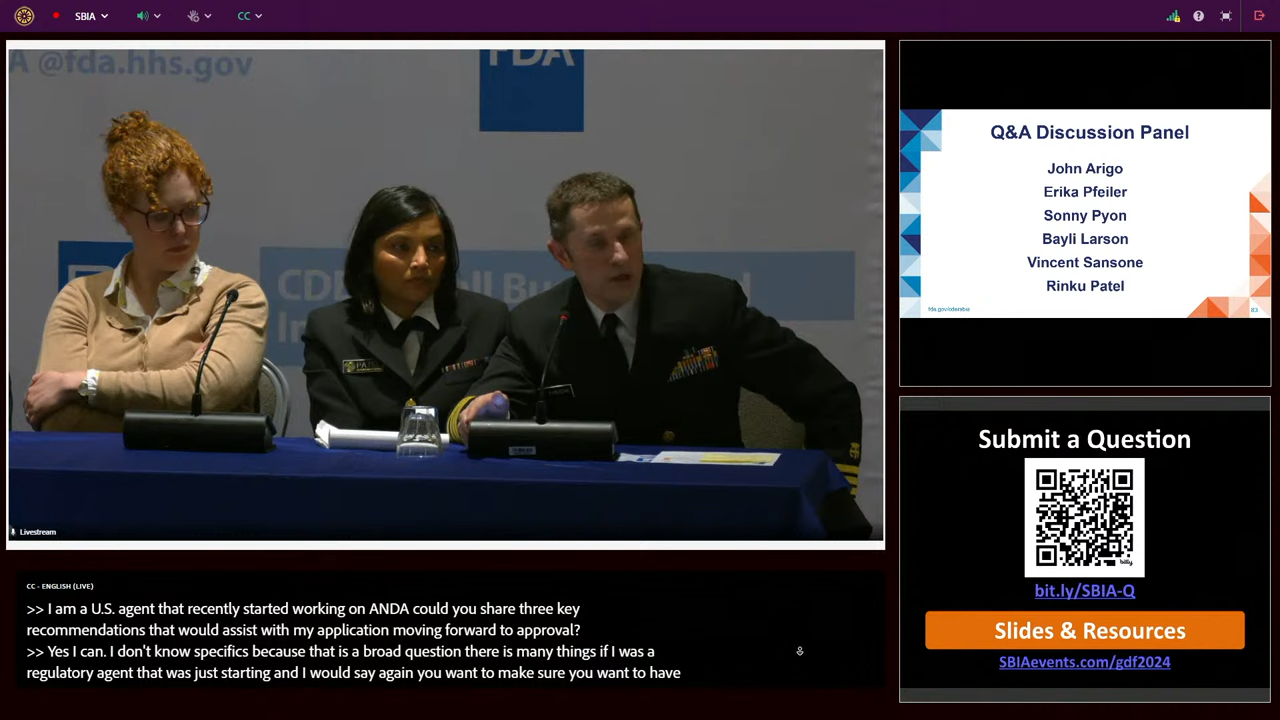 SBIA
CC
A @fda.hhs.gov
FDA
Livestream
CC - ENGLISH (LIVE)
>> I am a U.S. agent that recently started working on ANDA could you share three key
recommendations that would assist with my application moving forward to approval?
>> Yes I can. I don't know specifics because that is a broad question there is many things if I was a
regulatory agent that was just starting and I would say again you want to make sure you want to have
Q&A Discussion Panel
John Arigo
Erika Pfeiler
Sonny Pyon
Bayli Larson
Vincent Sansone
Rinku Patel
83
Submit a Question
bitly
bit.ly/SBIA-Q
Slides & Resources
SBIAevents.com/gdf2024